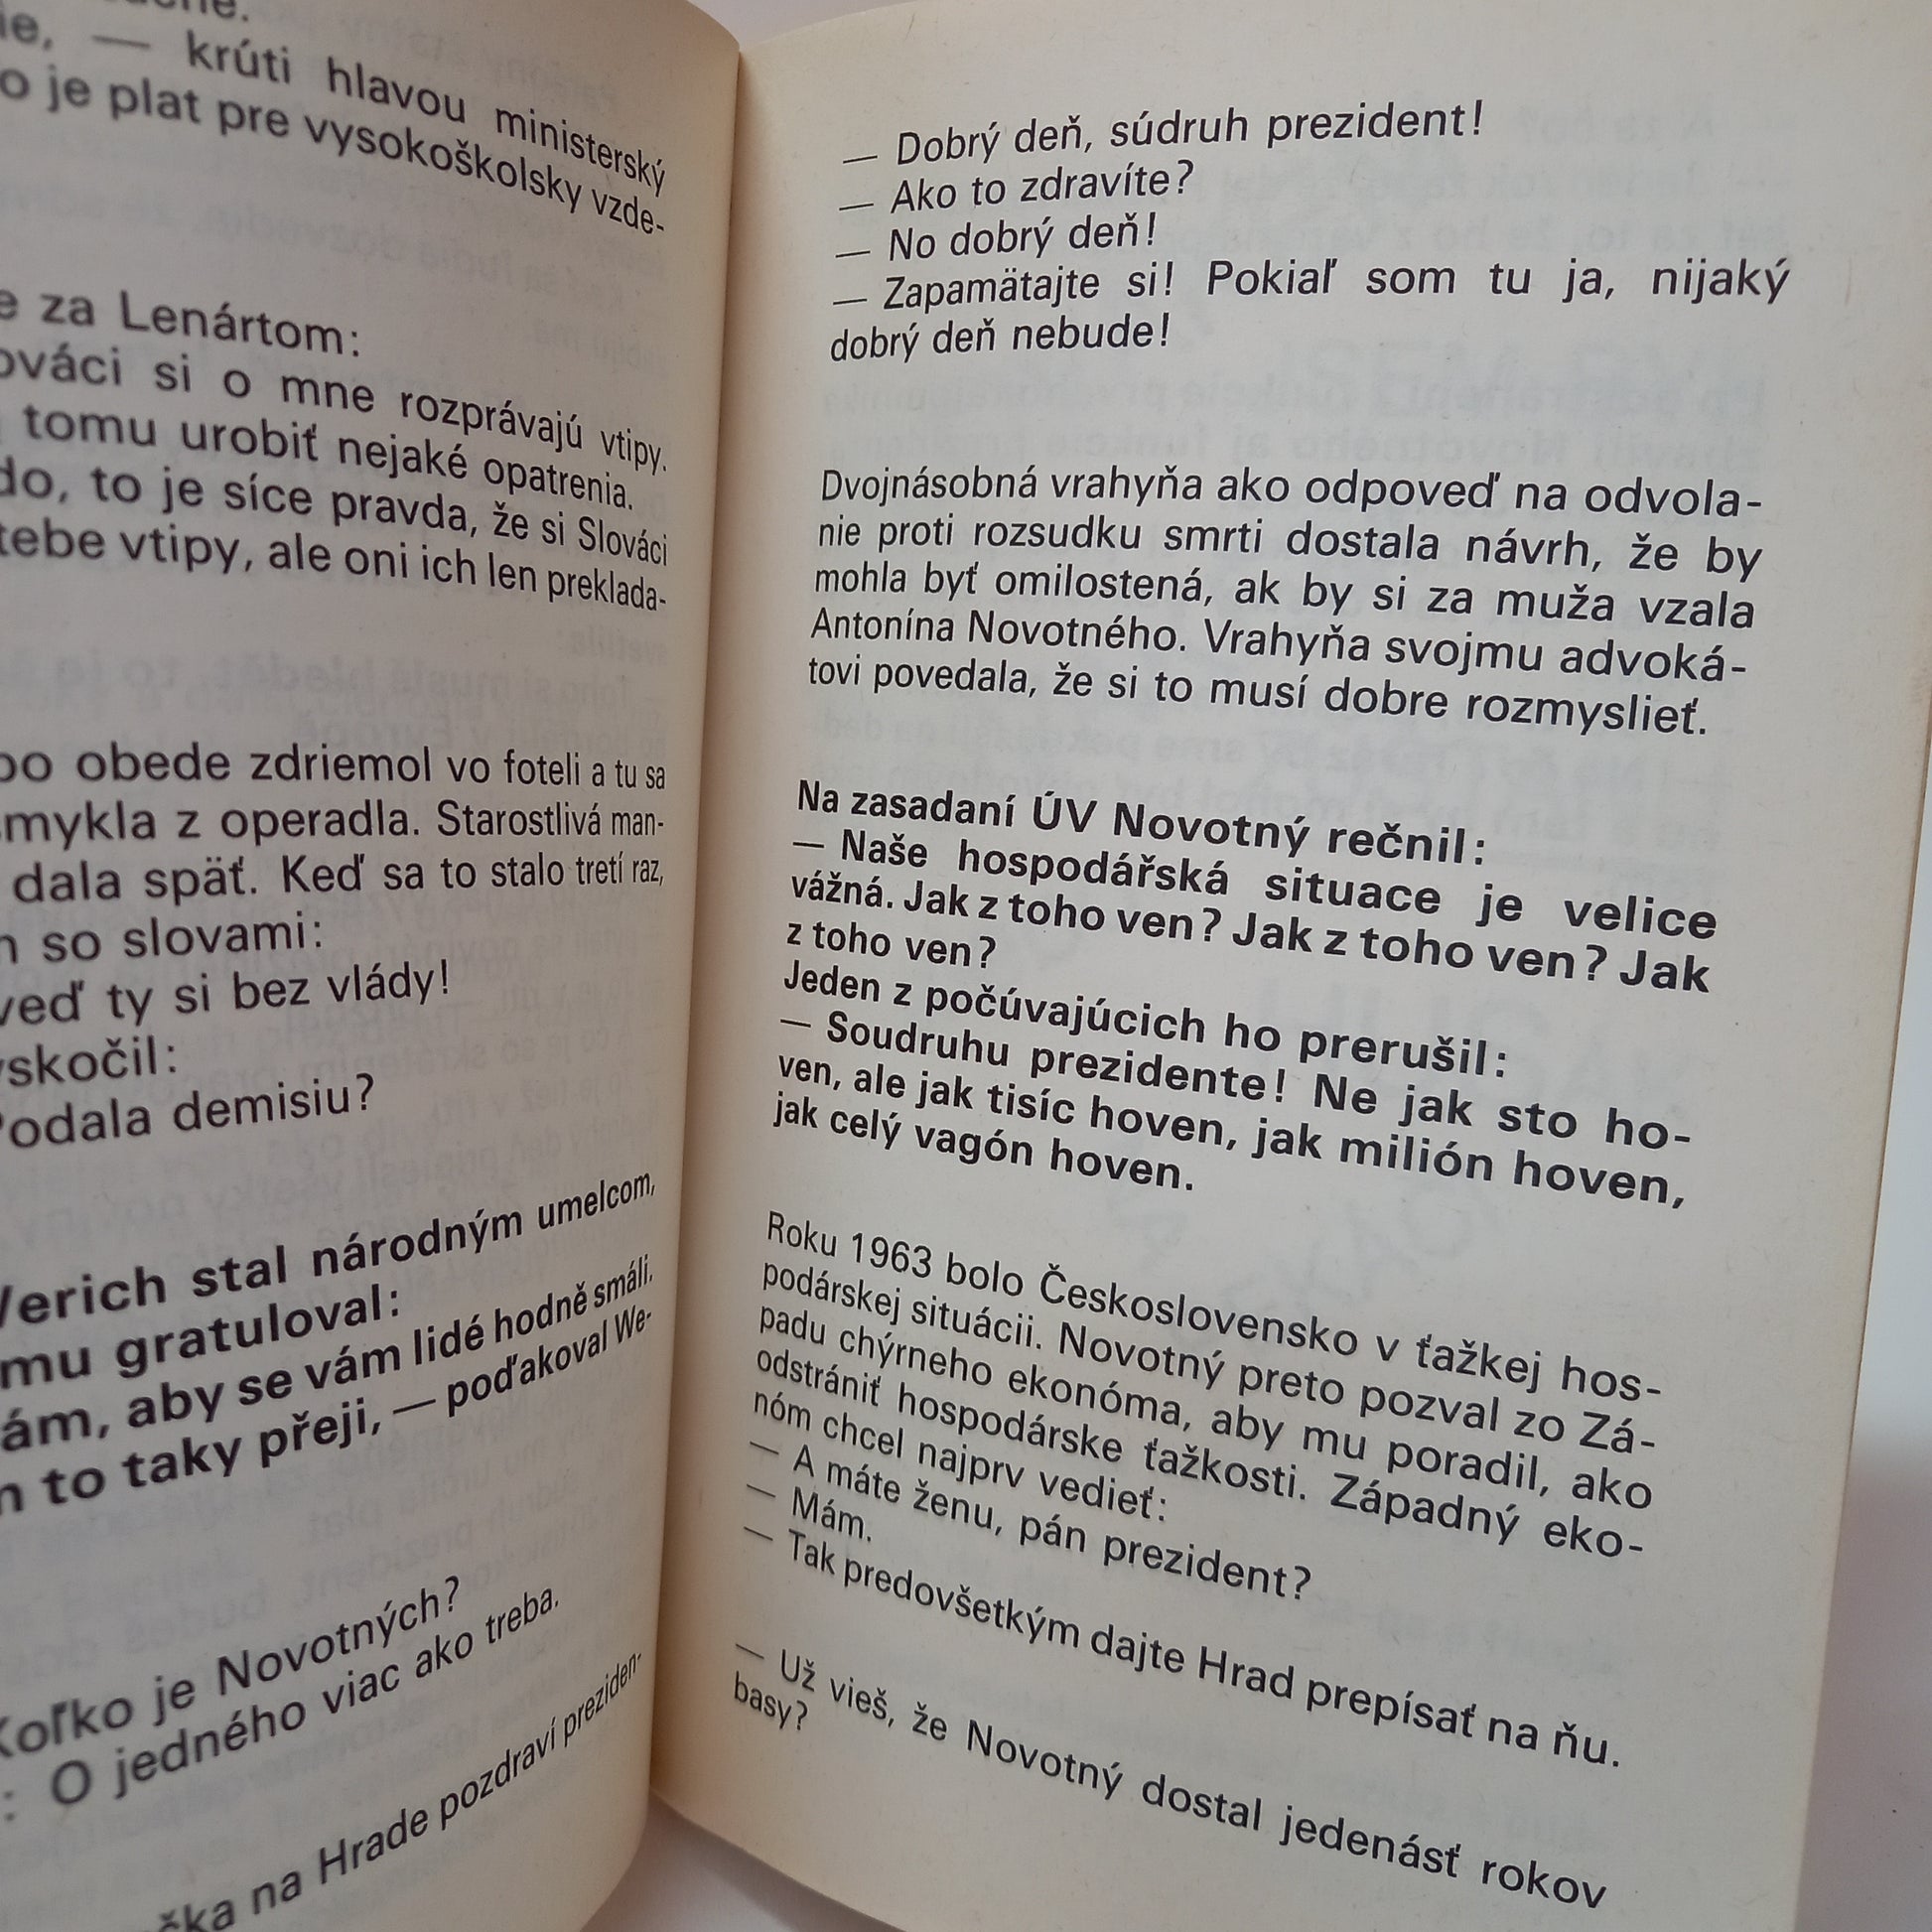 krúti hlavou ministerský
je plat pre vysokoškolsky vzde-
za Lenártom:
si o mne rozprávajú vtipy.
tomu urobiť nejaké opatrenia.
to je síce pravda, že si Slováci
tebe vtipy, ale oni ich len preklada-
obede zdriemol vo foteli a tu sa
z operadla. Starostlivá man-
dala späť. Keď sa to stalo tretí raz,
so slovami:
ty si bez vlády!
Podala demisiu?
Werich stal národným umelcom,
mu gratuloval:
aby se vám lidé hodně smáli.
to taky přeji, — poďakoval We-
Koľko je Novotných?
: O jedného viac ako treba.
na Hrade pozdraví preziden-
— Dobrý deň, súdruh prezident!
— Ako to zdravíte?
— No dobrý deň!
— Zapamätajte si! Pokiaľ som tu ja, nijaký
dobrý deň nebude!
Dvojnásobná vrahyňa ako odpoveď na odvola-
nie proti rozsudku smrti dostala návrh, že by
mohla byť omilostená, ak by si za muža vzala
Antonína Novotného. Vrahyňa svojmu advoká-
tovi povedala, že si to musí dobre rozmyslieť.
Na zasadaní ÚV Novotný rečnil:
— Naše hospodářská situace je velice
vážná. Jak z toho ven? Jak z toho ven? Jak
z toho ven?
Jeden z počúvajúcich ho prerušil:
— Soudruhu prezidente! Ne jak sto ho-
ven, ale jak tisíc hoven, jak milión hoven,
jak celý vagón hoven.
Roku 1963 bolo Československo v ťažkej hos-
podárskej situácii. Novotný preto pozval zo Zá-
padu chýrneho ekonóma, aby mu poradil, ako
odstrániť hospodárske ťažkosti. Západný eko-
nóm chcel najprv vedieť:
— A máte ženu, pán prezident?
— Mám.
— Tak predovšetkým dajte Hrad prepísať na ňu.
— Už vieš, že Novotný dostal jedenásť rokov
basy?